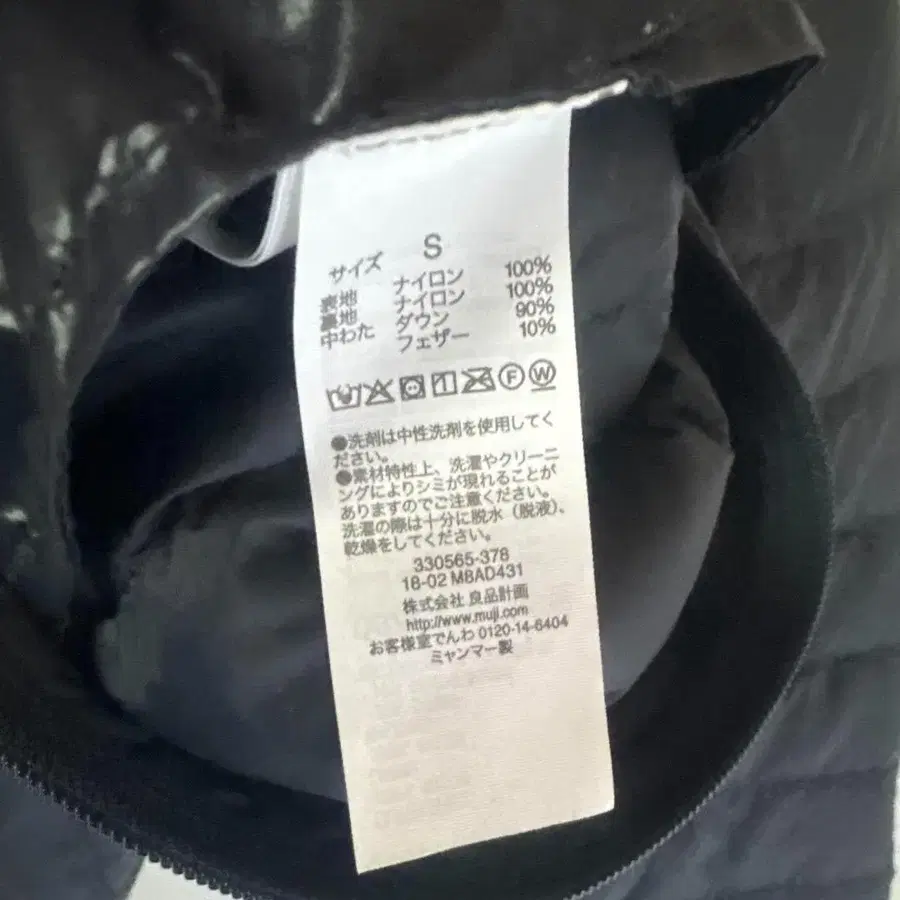 サイズ S
表地 ナイロン 100%
裏地 ナイロン 100%
中わた ダウン 90%
フェザー 10%
F W
●洗剤は中性洗剤を使用してく
ださい。
●素材特性上、洗濯やクリーニ
ングによりシミが現れることが
ありますのでご注意ください。
洗濯の際は十分に脱水（脱液）、
乾燥をしてください。
330565-378
18-02 M8AD431
株式会社 良品計画
http://www.muji.com
お客様室でんわ 0120-14-6404
ミャンマー製